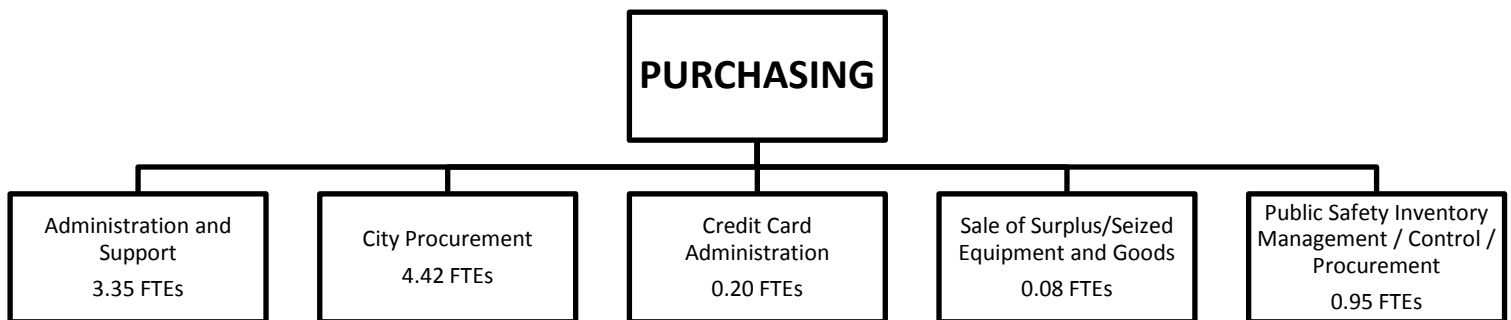 PURCHASING
Administration and
Support
3.35 FTEs
City Procurement
4.42 FTEs
Credit Card
Administration
0.20 FTEs
Sale of Surplus/Seized
Equipment and Goods
0.08 FTEs
Public Safety Inventory
Management / Control /
Procurement
0.95 FTEs